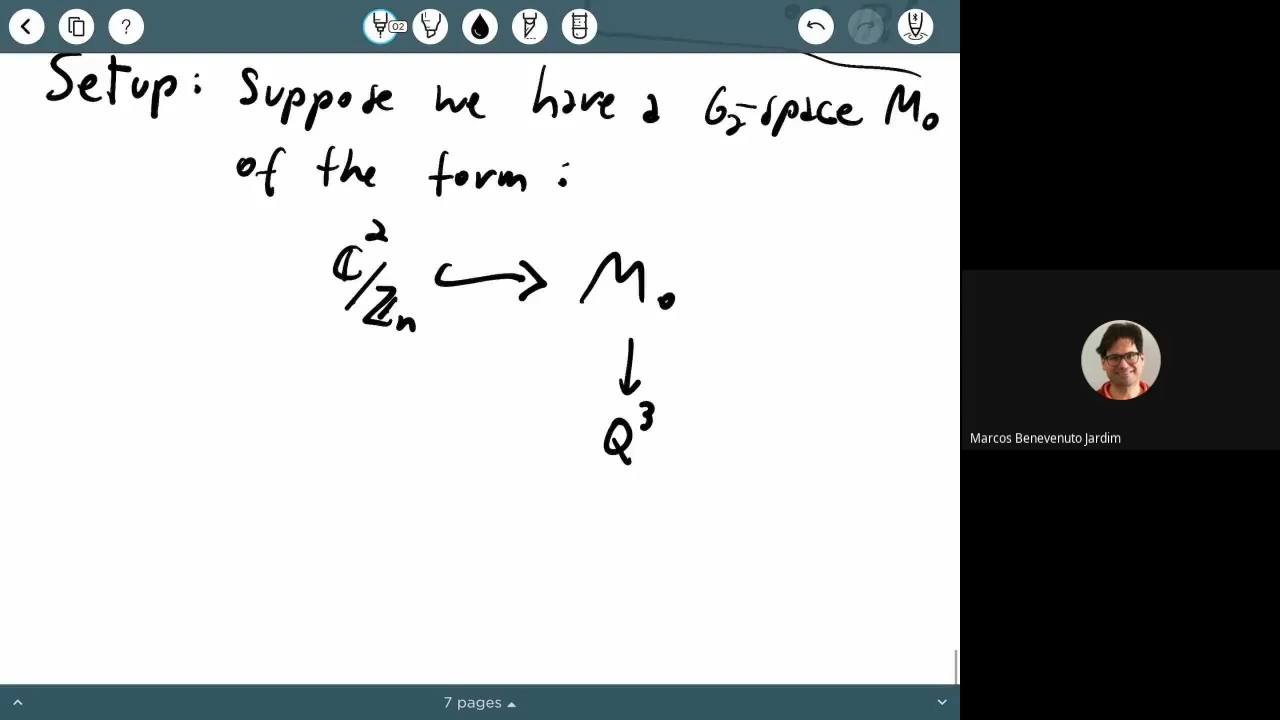 ?
02
Setup: Suppose we have a G₂-space M₀
of the form:
ℂ²/ℤₙ ↪ M₀
↓
Q³
Marcos Benevenuto Jardim
7 pages